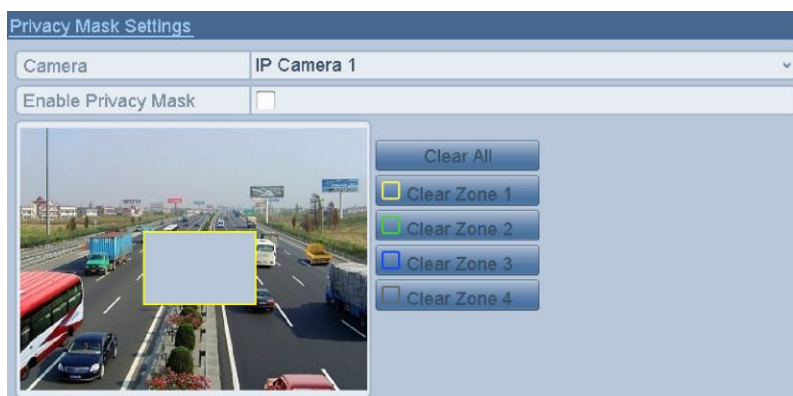 Privacy Mask Settings
Camera
IP Camera 1
Enable Privacy Mask
Clear All
Clear Zone 1
Clear Zone 2
Clear Zone 3
Clear Zone 4